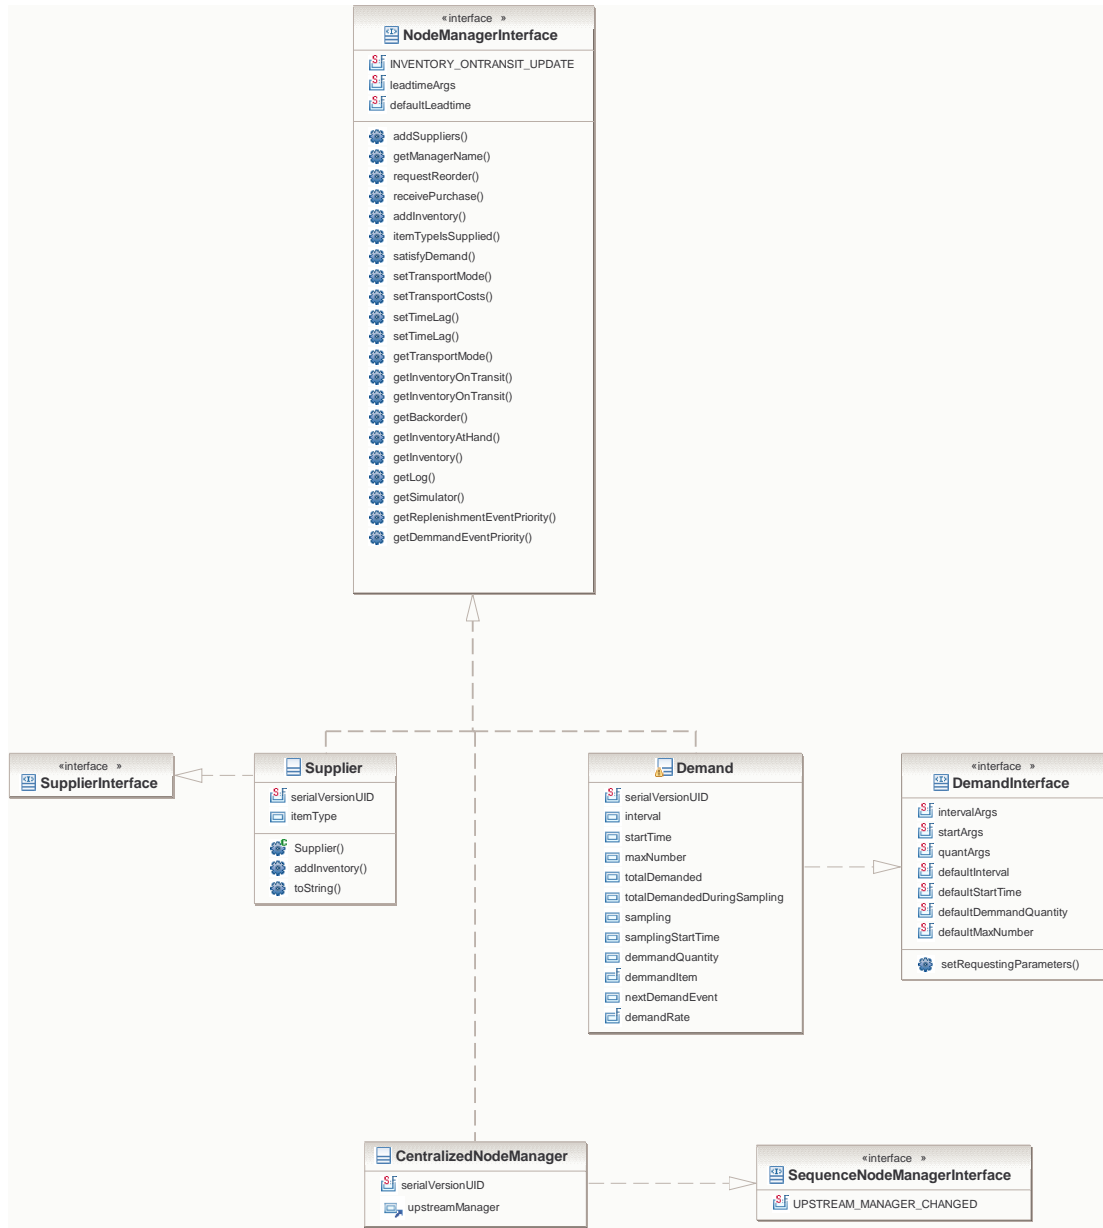 «interface »
NodeManagerInterface
INVENTORY_ONTRANSIT_UPDATE
leadtimeArgs
defaultLeadtime
addSuppliers()
getManagerName()
requestReorder()
receivePurchase()
addInventory()
itemTypeIsSupplied()
satisfyDemand()
setTransportMode()
setTransportCosts()
setTimeLag()
setTimeLag()
getTransportMode()
getInventoryOnTransit()
getInventoryOnTransit()
getBackorder()
getInventoryAtHand()
getInventory()
getLog()
getSimulator()
getReplenishmentEventPriority()
getDemmandEventPriority()
«interface »
SupplierInterface
Supplier
serialVersionUID
itemType
Supplier()
addInventory()
toString()
Demand
serialVersionUID
interval
startTime
maxNumber
totalDemanded
totalDemandedDuringSampling
sampling
samplingStartTime
demmandQuantity
demmandItem
nextDemandEvent
demandRate
«interface »
DemandInterface
intervalArgs
startArgs
quantArgs
defaultInterval
defaultStartTime
defaultDemmandQuantity
defaultMaxNumber
setRequestingParameters()
CentralizedNodeManager
serialVersionUID
upstreamManager
«interface »
SequenceNodeManagerInterface
UPSTREAM_MANAGER_CHANGED